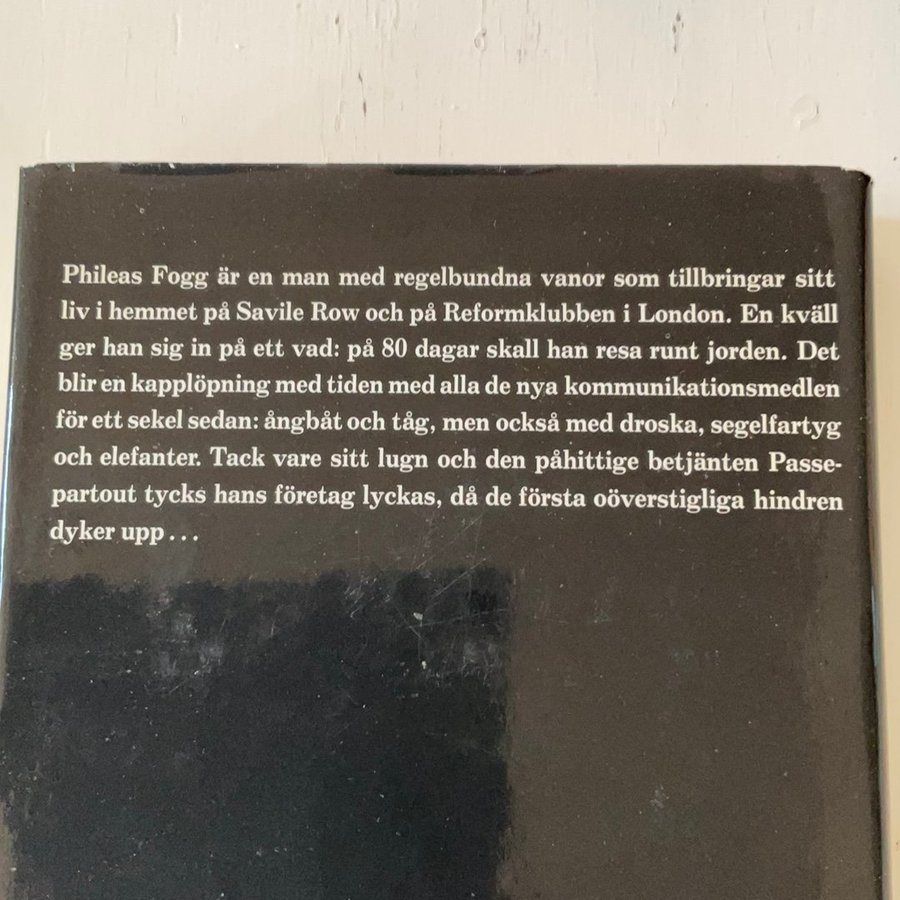 Phileas Fogg är en man med regelbundna vanor som tillbringar sitt
liv i hemmet på Savile Row och på Reformklubben i London. En kväll
ger han sig in på ett vad: på 80 dagar skall han resa runt jorden. Det
blir en kapplöpning med tiden med alla de nya kommunikationsmedlen
för ett sekel sedan: ångbåt och tåg, men också med droska, segelfartyg
och elefanter. Tack vare sitt lugn och den påhittige betjänten Passe-
partout tycks hans företag lyckas, då de första oöverstigliga hindren
dyker upp...